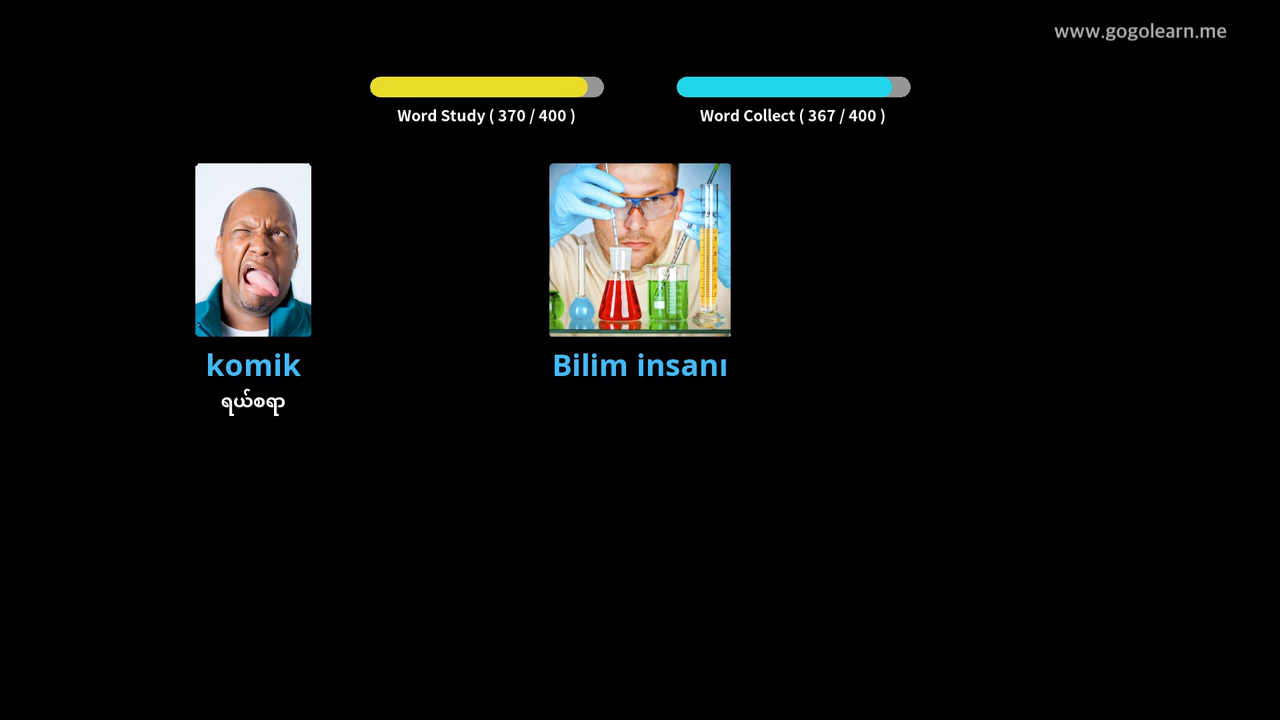 www.gogolearn.me
Word Study ( 370 / 400 )
Word Collect ( 367 / 400 )
komik
ရယ်စရာ
Bilim insanı